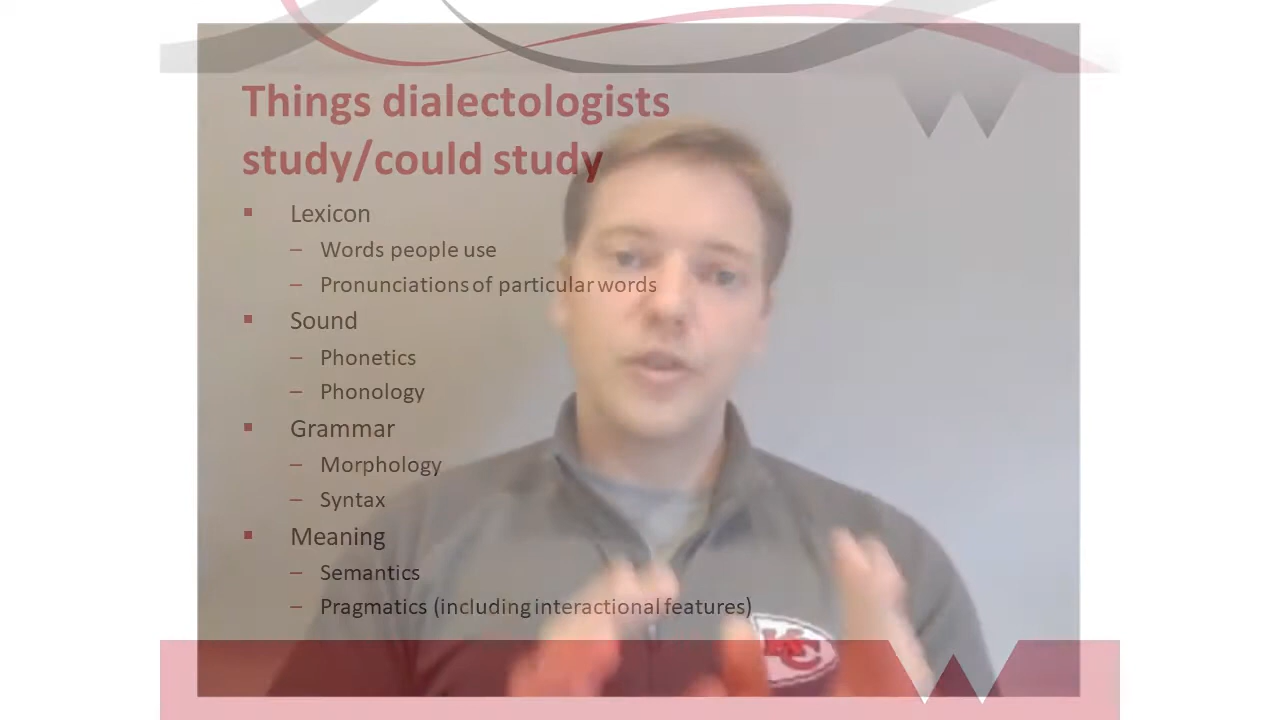 Things dialectologists
study/could study
Lexicon
– Words people use
– Pronunciations of particular words
Sound
– Phonetics
– Phonology
Grammar
– Morphology
– Syntax
Meaning
– Semantics
– Pragmatics (including interactional features)
KC